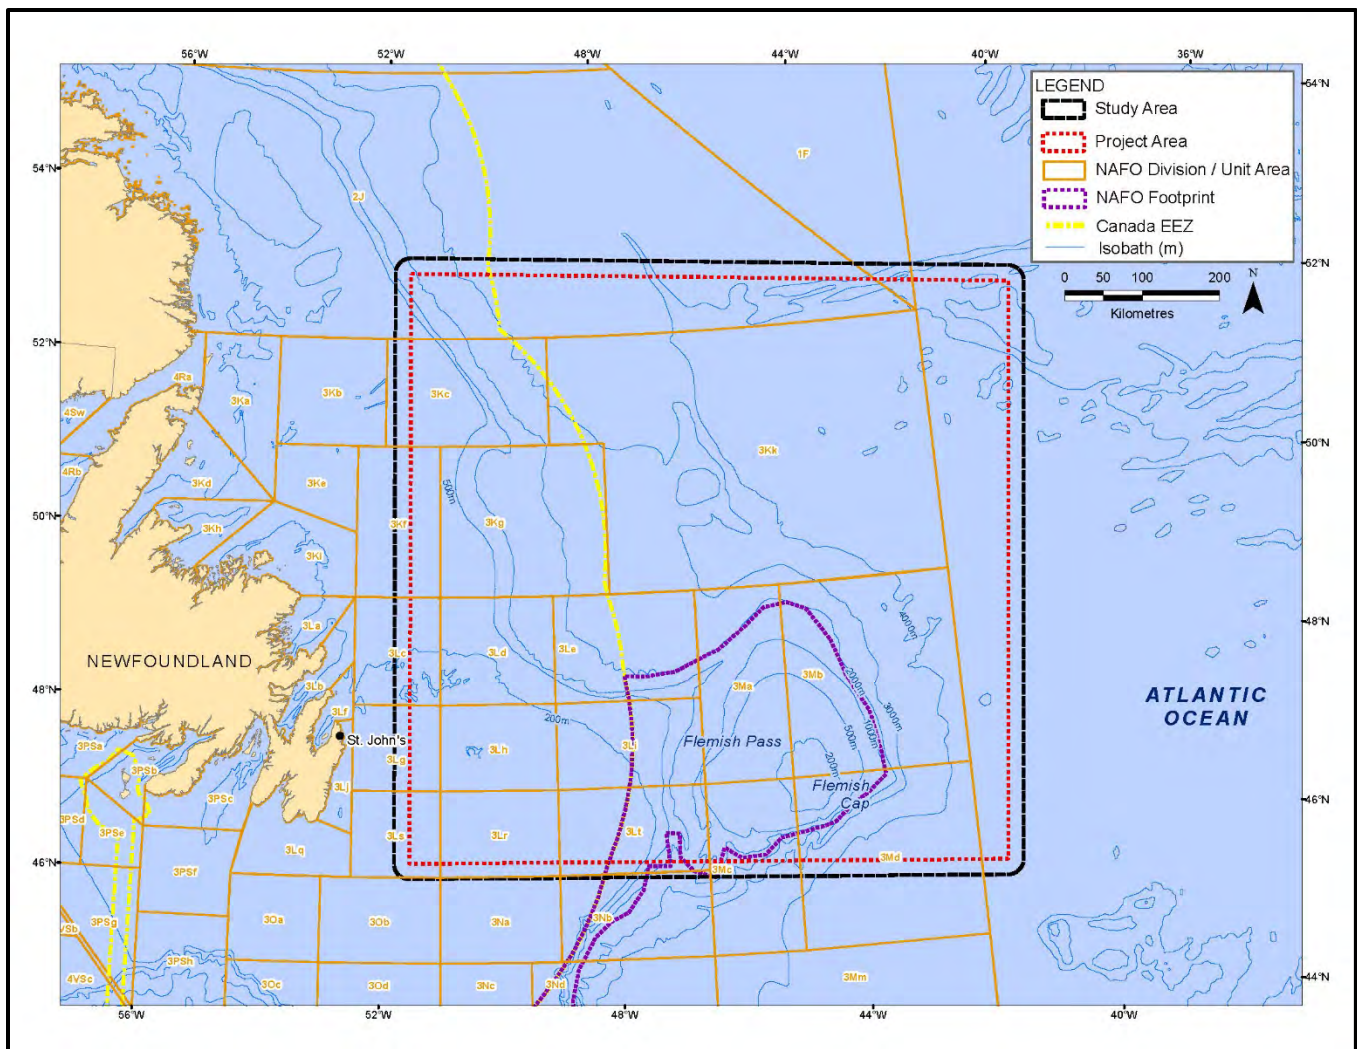 56°W 52°W 48°W 44°W 40°W 36°W
54°N
LEGEND
Study Area
Project Area
NAFO Division / Unit Area
NAFO Footprint
Canada EEZ
Isobath (m)
0 50 100 200
Kilometres
N
1F
54°N
2J
52°N
52°N
4Ra
3Ka
3Kb
3Kc
4Sw
50°N
3Kk
4Rb
3Kd
3Ke
500m
50°N
3Kf
3Kg
3Kh
3Ki
4000m
48°N
3La
3Lc
3Ld
3Le
NEWFOUNDLAND
3Lb
3Ma
3Mb
2000m
48°N
ATLANTIC
OCEAN
3Lf
200m
3000m
St. John's
3PSa
3Lh
3Li
Flemish Pass
500m
1000m
3PSb
3Lg
200m
3Lj
Flemish
Cap
46°N
3PSc
3PSd
3PSe
3Ls
3Lr
3Lt
3Lq
46°N
3Md
3PSf
3Mc
3PSg
3Oa
3Ob
3Na
3Nb
3PSh
4VSc
3Oc
3Od
3Nc
3Nd
3Mm
44°N
56°W 52°W 48°W 44°W 40°W